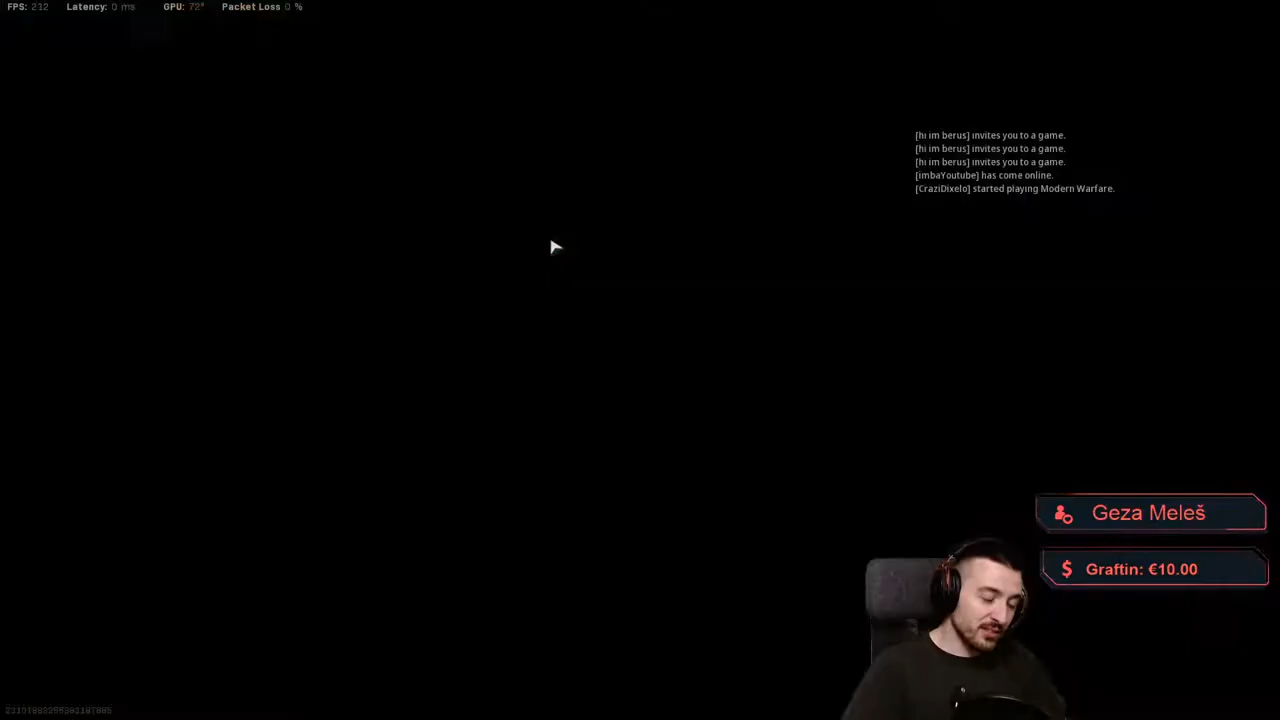 FPS: 212 Latency: 0 ms GPU: 72° Packet Loss 0 %
[hi im berus] invites you to a game.
[hi im berus] invites you to a game.
[hi im berus] invites you to a game.
[imbaYoutube] has come online.
[CraziDixelo] started playing Modern Warfare.
Geza Meleš
$ Graftin: €10.00